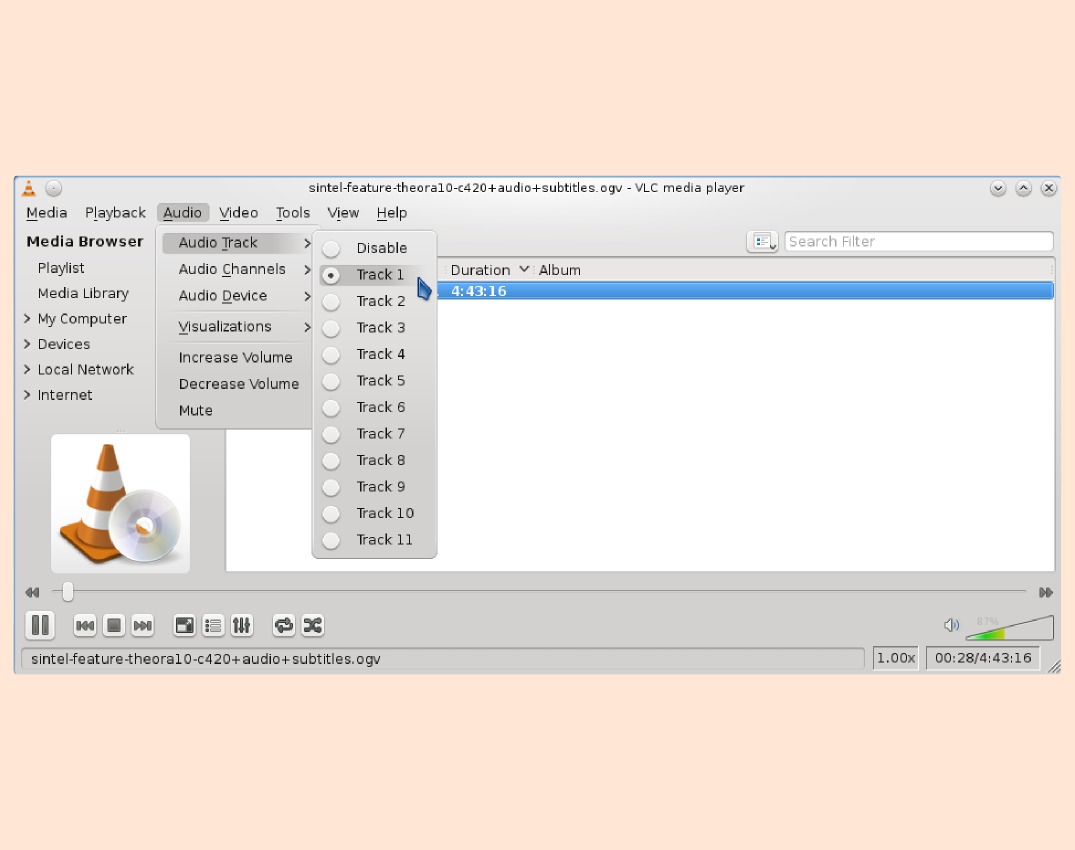 sintel-feature-theora10-c420+audio+subtitles.ogv - VLC media player
Media Playback Audio Video Tools View Help
Media Browser
Playlist
Media Library
My Computer
Devices
Local Network
Internet
Audio Track
Audio Channels
Audio Device
Visualizations
Increase Volume
Decrease Volume
Mute
Disable
Track 1
Track 2
Track 3
Track 4
Track 5
Track 6
Track 7
Track 8
Track 9
Track 10
Track 11
Search Filter
Duration Album
4:43:16
87%
sintel-feature-theora10-c420+audio+subtitles.ogv
1.00x
00:28/4:43:16